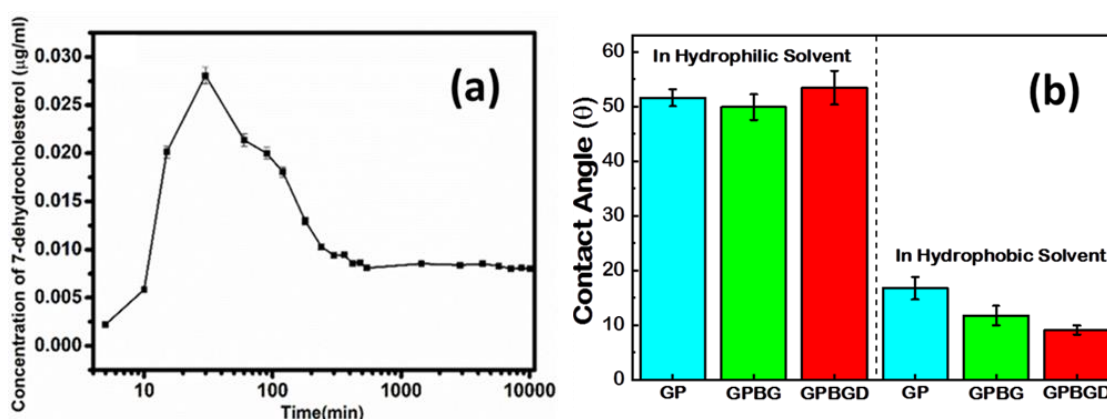 Concentration of 7-dehydrocholesterol (μg/ml)
0.030
0.025
0.020
0.015
0.010
0.005
0.000
(a)
10
100
1000
10000
Time(min)
Contact Angle (θ)
60
50
40
30
20
10
0
In Hydrophilic Solvent
(b)
In Hydrophobic Solvent
GP
GPBG
GPBGD
GP
GPBG
GPBGD